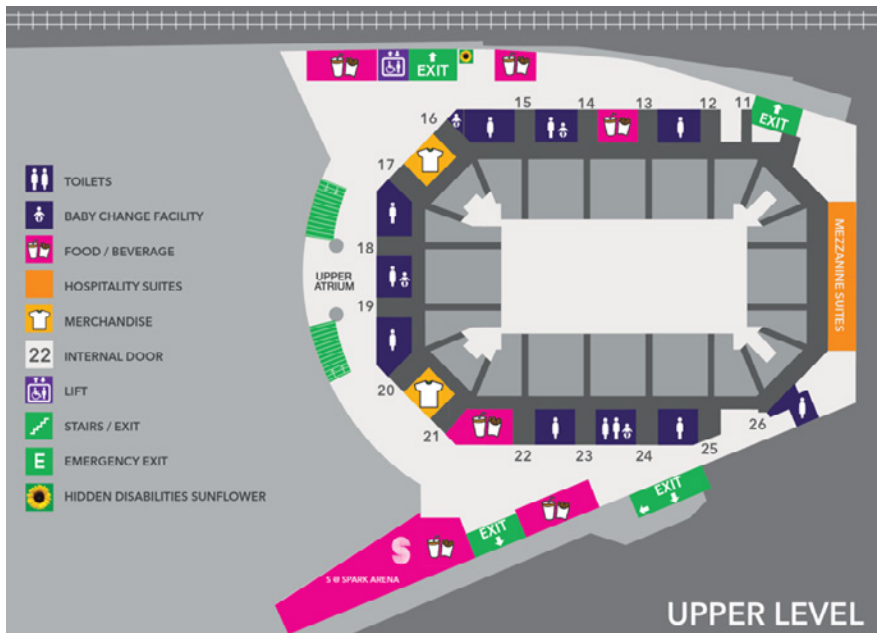 EXIT
15
14
13
12
11
EXIT
16
17
TOILETS
BABY CHANGE FACILITY
FOOD / BEVERAGE
HOSPITALITY SUITES
MERCHANDISE
22 INTERNAL DOOR
LIFT
STAIRS / EXIT
E EMERGENCY EXIT
HIDDEN DISABILITIES SUNFLOWER
18
UPPER
ATRIUM
19
MEZZANINE SUITES
20
21
22
23
24
25
26
EXIT
EXIT
S
S @ SPARK ARENA
UPPER LEVEL